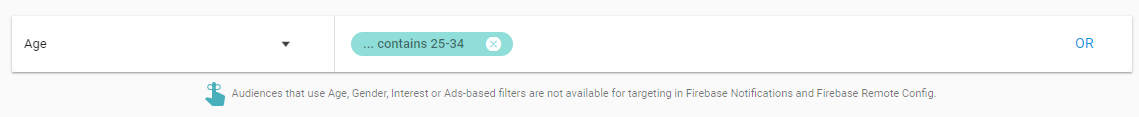 Age ... contains 25-34 OR
Audiences that use Age, Gender, Interest or Ads-based filters are not available for targeting in Firebase Notifications and Firebase Remote Config.